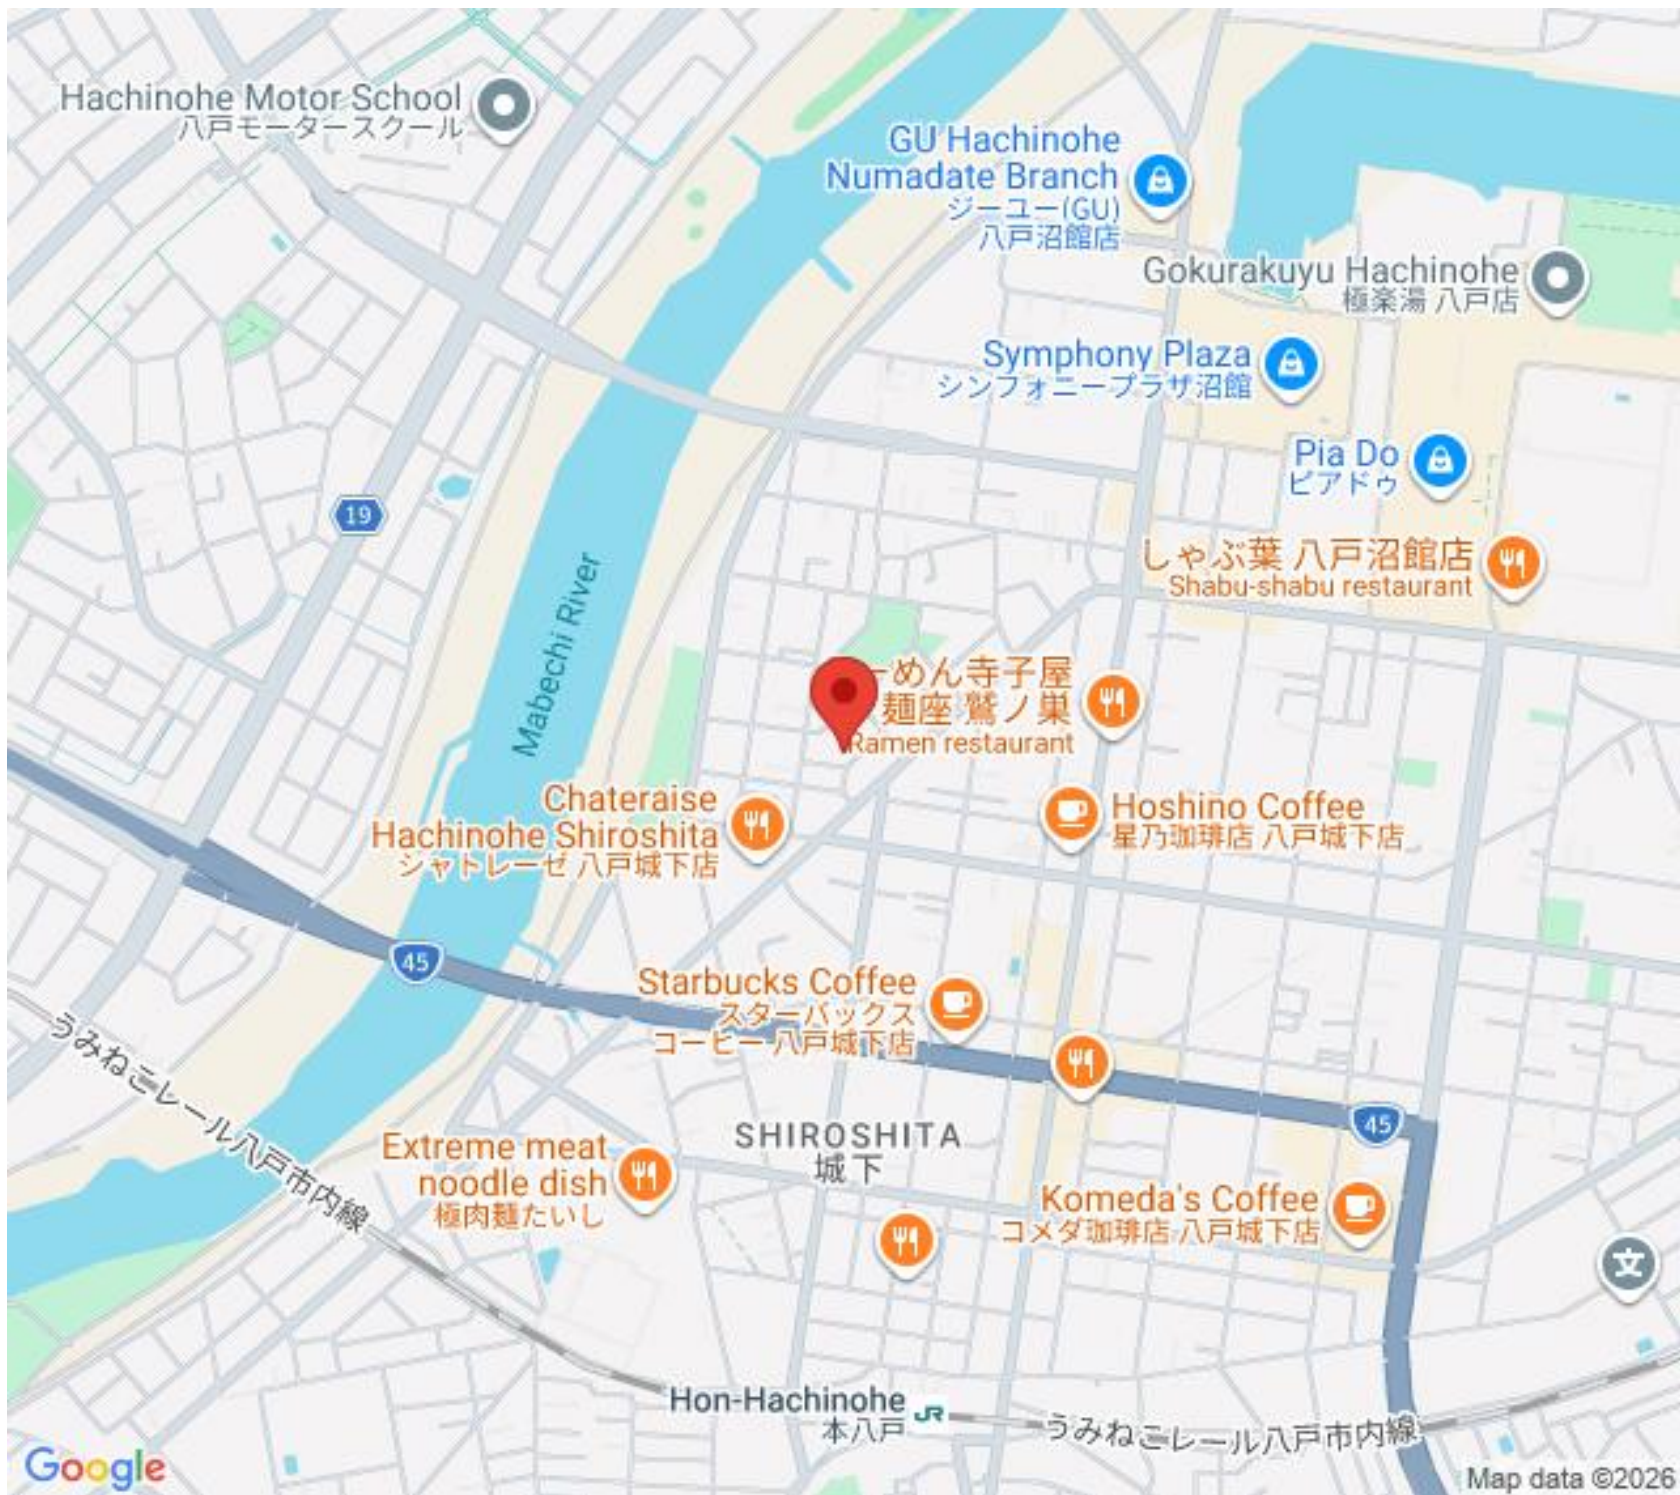 Hachinohe Motor School
八戸モータースクール
GU Hachinohe
Numadate Branch
ジーユー(GU)
八戸沼館店
Gokurakuyu Hachinohe
極楽湯 八戸店
Symphony Plaza
シンフォニープラザ沼館
Pia Do
ピアドゥ
19
しゃぶ葉 八戸沼館店
Shabu-shabu restaurant
Mabechi River
ーめん寺子屋
麺座 鷲ノ巣
Ramen restaurant
Chateraise
Hachinohe Shiroshita
シャトレーゼ 八戸城下店
Hoshino Coffee
星乃珈琲店 八戸城下店
45
Starbucks Coffee
スターバックス
コーヒー 八戸城下店
うみねこレール八戸市内線
45
SHIROSHITA
城下
Extreme meat
noodle dish
極肉麺たいし
Komeda's Coffee
コメダ珈琲店 八戸城下店
文
Hon-Hachinohe
本八戸
JR
うみねこレール八戸市内線
Google
Map data ©2026